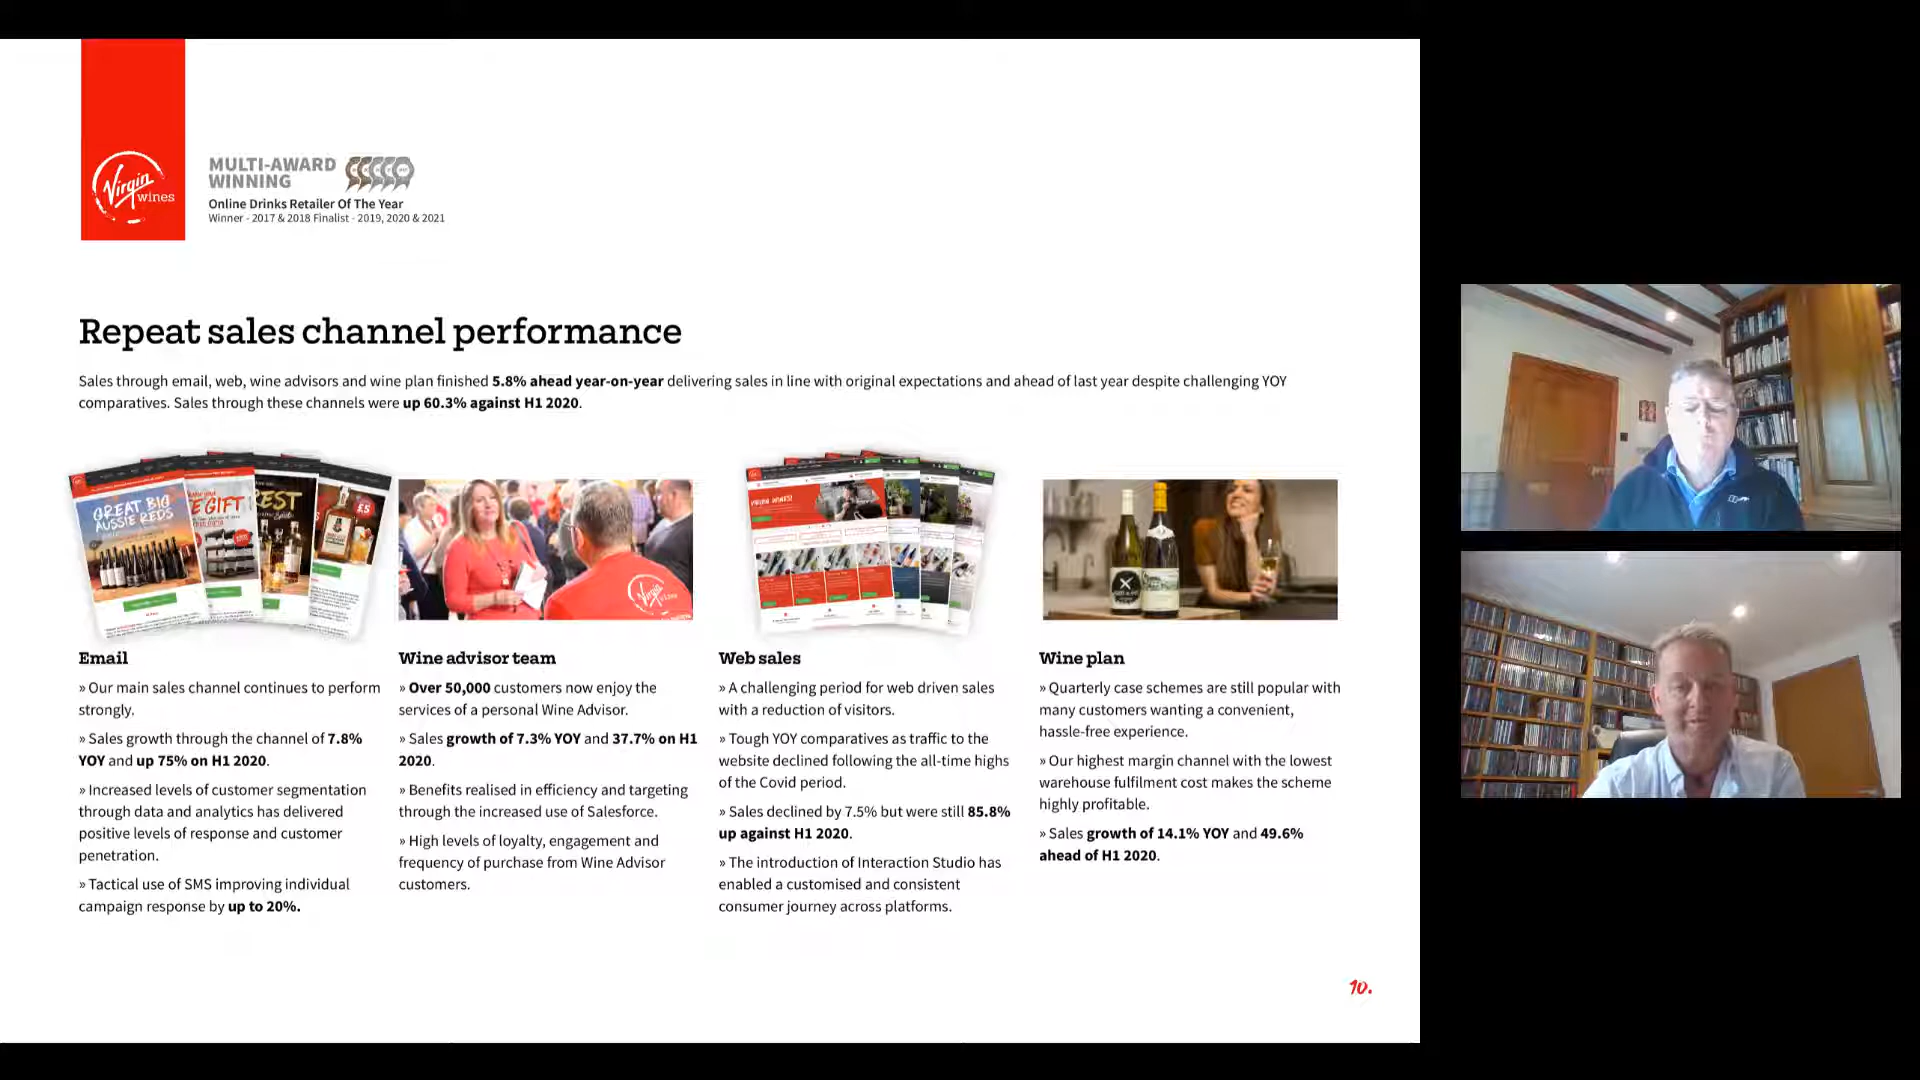 Virgin
wines
MULTI-AWARD
WINNING
Online Drinks Retailer Of The Year
Winner - 2017 & 2018 Finalist - 2019, 2020 & 2021
Repeat sales channel performance
Sales through email, web, wine advisors and wine plan finished 5.8% ahead year-on-year delivering sales in line with original expectations and ahead of last year despite challenging YOY
comparatives. Sales through these channels were up 60.3% against H1 2020.
GREAT BIG
AUSSIE REDS
GIFT
£5
Virgin
wines
Email
» Our main sales channel continues to perform
strongly.
» Sales growth through the channel of 7.8%
YOY and up 75% on H1 2020.
» Increased levels of customer segmentation
through data and analytics has delivered
positive levels of response and customer
penetration.
» Tactical use of SMS improving individual
campaign response by up to 20%.
Wine advisor team
» Over 50,000 customers now enjoy the
services of a personal Wine Advisor.
» Sales growth of 7.3% YOY and 37.7% on H1
2020.
» Benefits realised in efficiency and targeting
through the increased use of Salesforce.
» High levels of loyalty, engagement and
frequency of purchase from Wine Advisor
customers.
Web sales
» A challenging period for web driven sales
with a reduction of visitors.
» Tough YOY comparatives as traffic to the
website declined following the all-time highs
of the Covid period.
» Sales declined by 7.5% but were still 85.8%
up against H1 2020.
» The introduction of Interaction Studio has
enabled a customised and consistent
consumer journey across platforms.
Wine plan
» Quarterly case schemes are still popular with
many customers wanting a convenient,
hassle-free experience.
» Our highest margin channel with the lowest
warehouse fulfilment cost makes the scheme
highly profitable.
» Sales growth of 14.1% YOY and 49.6%
ahead of H1 2020.
10.